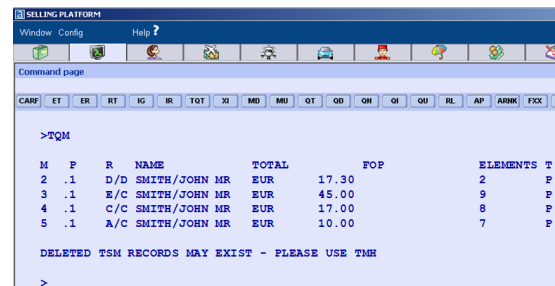 SELLING PLATFORM
Window Config Help ?
Command page
CARF ET ER RT IG IR TQT XI MD MU QT QD QN QI QU RL AP ARNK FXX
>TQM
M P R NAME TOTAL FOP ELEMENTS T
2 .1 D/D SMITH/JOHN MR EUR 17.30 2 P
3 .1 E/C SMITH/JOHN MR EUR 45.00 9 P
4 .1 C/C SMITH/JOHN MR EUR 17.00 8 P
5 .1 A/C SMITH/JOHN MR EUR 10.00 7 P
DELETED TSM RECORDS MAY EXIST - PLEASE USE TMH
>